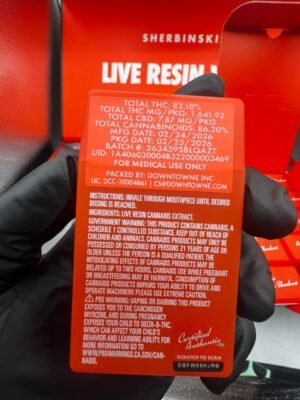 SHERBINSKI
LIVE RESIN
TOTAL THC: 82.10%
TOTAL THC MG/PKG: 1,641.92
TOTAL CBD: 7.87 MG/PKG
TOTAL CANNABINOIDS: 86.20%
MFG DATE: 02/24/2026
PKG DATE: 02/25/2026
BATCH #: 263459SBLQAZT
UID: 1A406030004B322000003469
FOR MEDICAL USE ONLY
PACKED BY: DOWNTOWNE INC
LIC: DCC-1000461 | CS@DOWNTOWNE.COM
INSTRUCTIONS: INHALE THROUGH MOUTHPIECE UNTIL DESIRED
DOSING IS REACHED.
INGREDIENTS: LIVE RESIN CANNABIS EXTRACT.
GOVERNMENT WARNING: THIS PRODUCT CONTAINS CANNABIS, A
SCHEDULE 1 CONTROLLED SUBSTANCE. KEEP OUT OF REACH OF
CHILDREN AND ANIMALS. CANNABIS PRODUCTS MAY ONLY BE
POSSESSED OR CONSUMED BY PERSONS 21 YEARS OF AGE OR
OLDER UNLESS THE PERSON IS A QUALIFIED PATIENT. THE
INTOXICATING EFFECTS OF CANNABIS PRODUCTS MAY BE
DELAYED UP TO TWO HOURS. CANNABIS USE WHILE PREGNANT
OR BREASTFEEDING MAY BE HARMFUL. CONSUMPTION OF
CANNABIS PRODUCTS IMPAIRS YOUR ABILITY TO DRIVE AND
OPERATE MACHINERY. PLEASE USE EXTREME CAUTION.
P65 WARNING: VAPING OR DABBING THIS PRODUCT
EXPOSES YOU TO THE CARCINOGEN
MYRCENE, AND DURING PREGNANCY
EXPOSES YOUR CHILD TO DELTA-9-THC,
WHICH CAN AFFECT YOUR CHILD'S
BEHAVIOR AND LEARNING ABILITY. FOR
MORE INFORMATION GO TO
WWW.P65WARNINGS.CA.GOV/CAN-
NABIS.
Certified
Authentic
SCRATCH TO SCAN